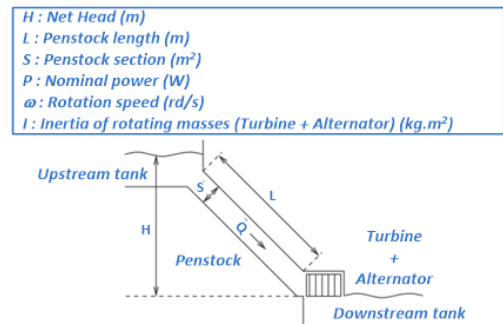 H : Net Head (m)
L : Penstock length (m)
S : Penstock section (m²)
P : Nominal power (W)
ω : Rotation speed (rd/s)
I : Inertia of rotating masses (Turbine + Alternator) (kg.m²)
Upstream tank
S
L
H
Q
Penstock
Turbine
+
Alternator
Downstream tank